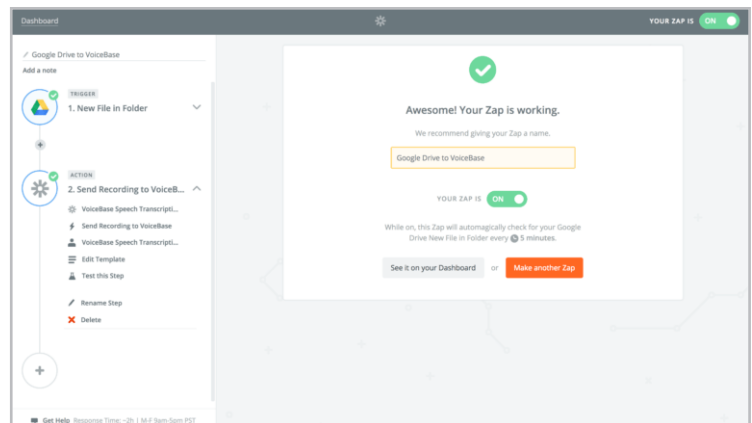 Dashboard
YOUR ZAP IS ON
Google Drive to VoiceBase
Add a note
TRIGGER
1. New File in Folder
ACTION
2. Send Recording to VoiceB...
VoiceBase Speech Transcripti...
Send Recording to VoiceBase
VoiceBase Speech Transcripti...
Edit Template
Test this Step
Rename Step
Delete
Get Help Response Time: ~2h | M-F 9am-5pm PST
Awesome! Your Zap is working.
We recommend giving your Zap a name.
Google Drive to VoiceBase
YOUR ZAP IS ON
While on, this Zap will automagically check for your Google
Drive New File in Folder every 5 minutes.
See it on your Dashboard or Make another Zap